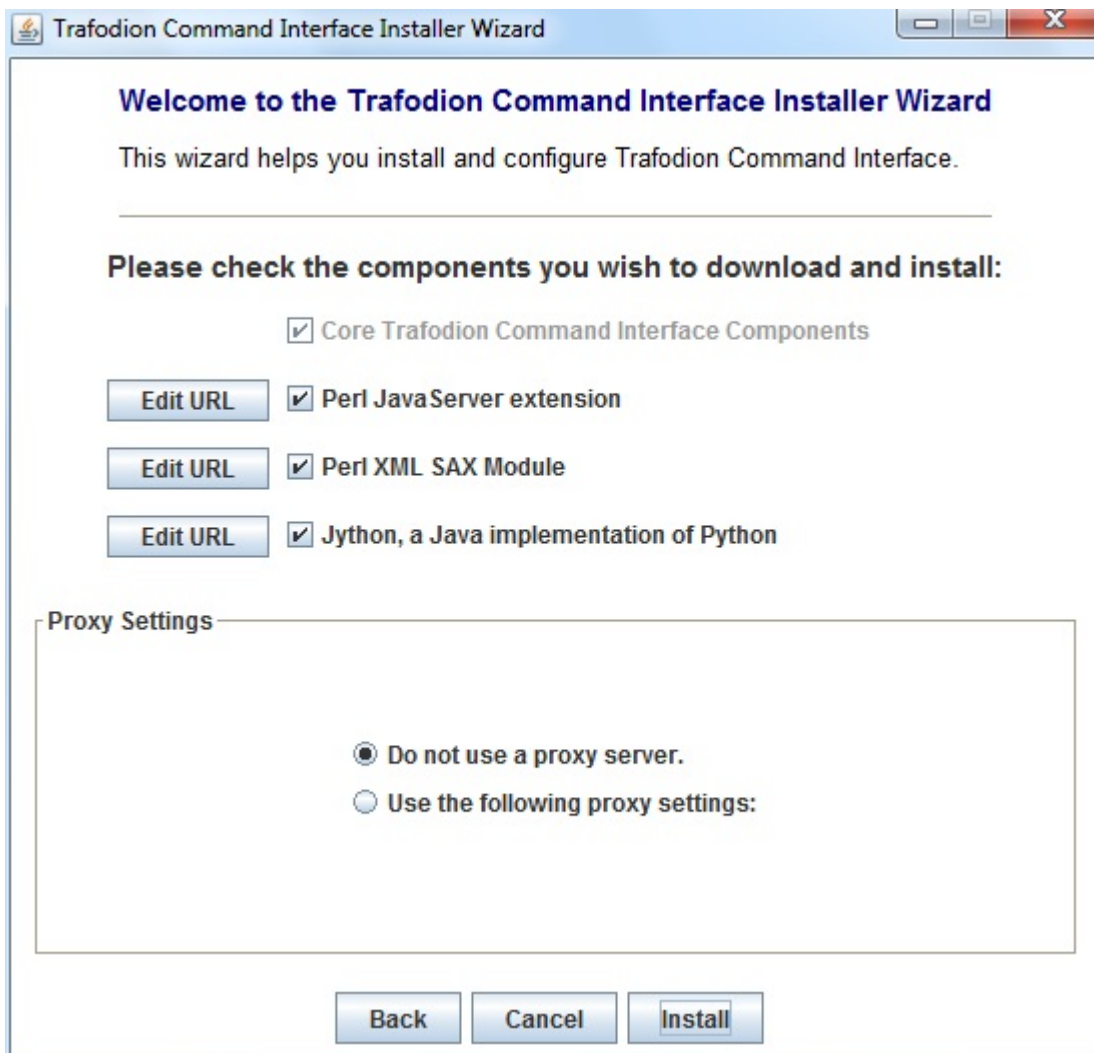 Trafodion Command Interface Installer Wizard
Welcome to the Trafodion Command Interface Installer Wizard
This wizard helps you install and configure Trafodion Command Interface.
Please check the components you wish to download and install:
Core Trafodion Command Interface Components
Edit URL Perl JavaServer extension
Edit URL Perl XML SAX Module
Edit URL Jython, a Java implementation of Python
Proxy Settings
Do not use a proxy server.
Use the following proxy settings:
Back Cancel Install